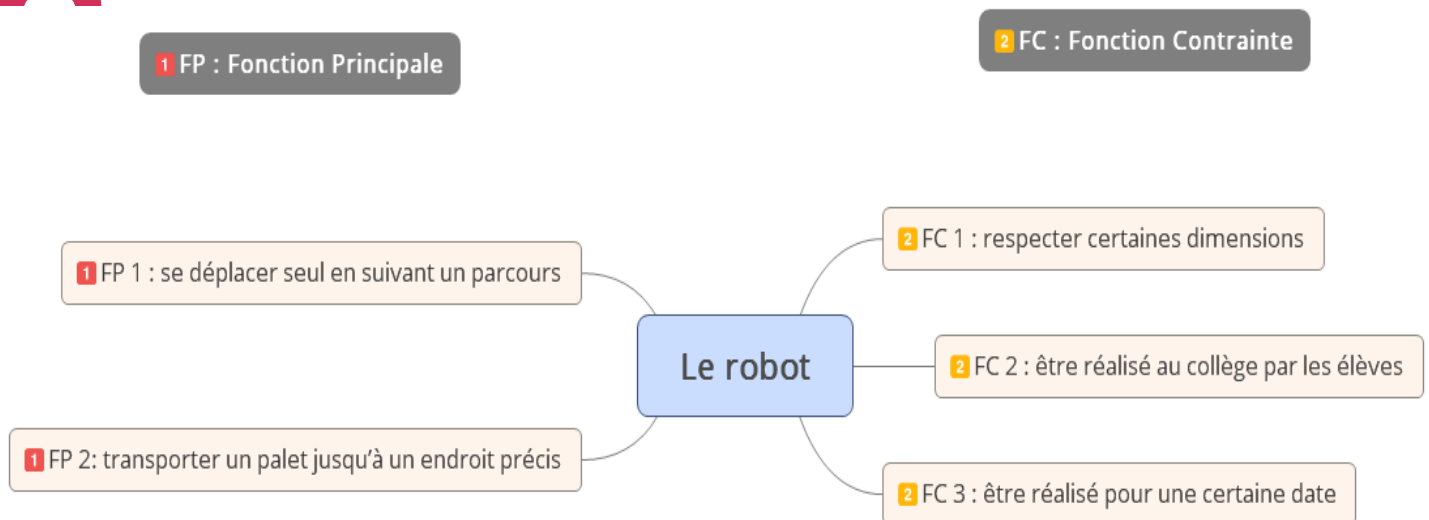 1 FP : Fonction Principale
2 FC : Fonction Contrainte
1 FP 1 : se déplacer seul en suivant un parcours
1 FP 2: transporter un palet jusqu'à un endroit précis
Le robot
2 FC 1 : respecter certaines dimensions
2 FC 2 : être réalisé au collège par les élèves
2 FC 3 : être réalisé pour une certaine date